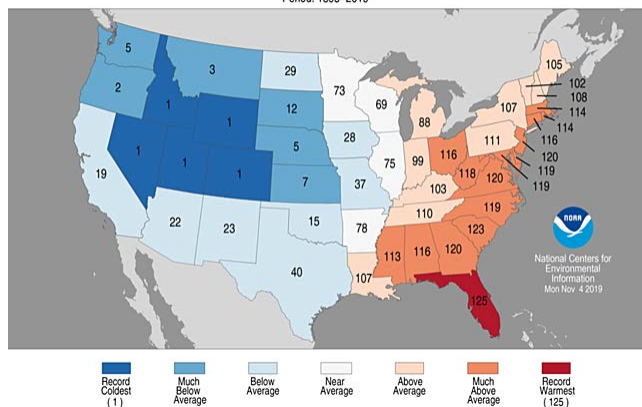 5
3
29
73
69
105
102
108
114
114
116
120
119
119
2
1
1
12
107
88
111
5
28
75
99
116
118
120
19
1
1
1
7
37
103
119
110
123
22
23
15
78
113
116
120
40
107
125
NOAA
National Centers for
Environmental
Information
Mon Nov 4 2019
Record
Coldest
(1)
Much
Below
Average
Below
Average
Near
Average
Above
Average
Much
Above
Average
Record
Warmest
(125)